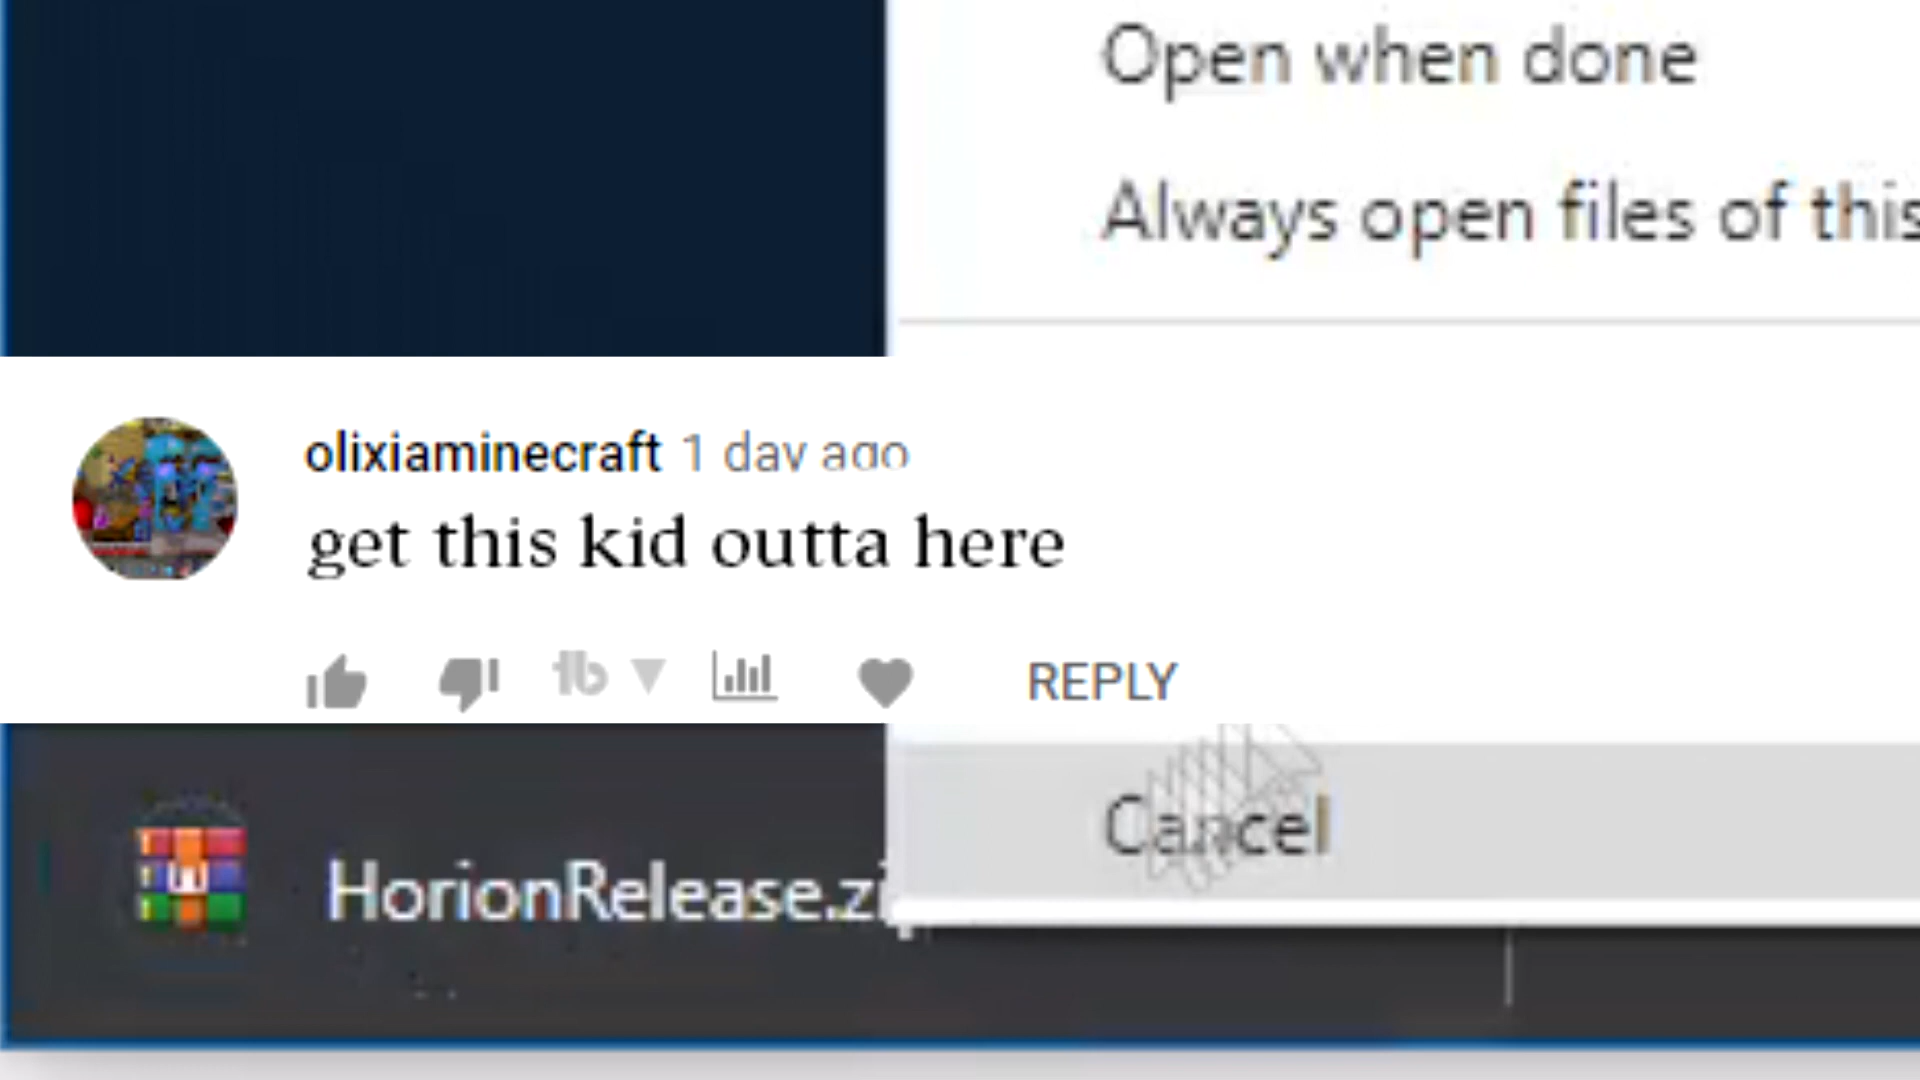 Open when done
Always open files of this
olixiaminecraft 1 day ago
get this kid outta here
REPLY
Cancel
HorionRelease.zip